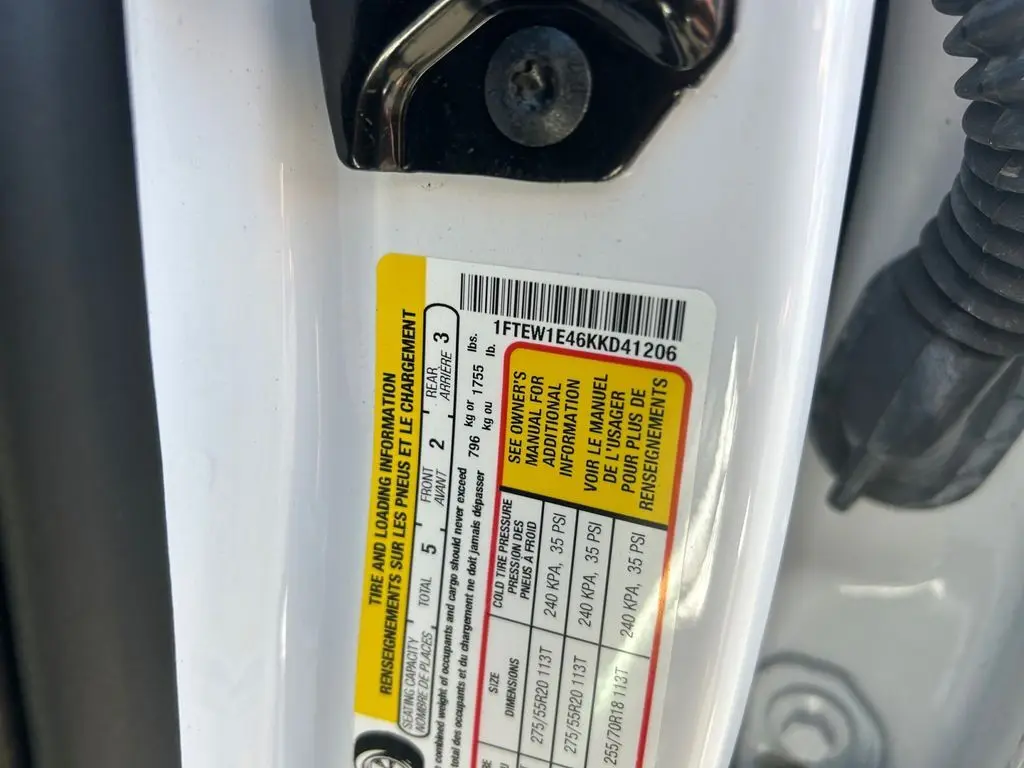 TIRE AND LOADING INFORMATION
RENSEIGNEMENTS SUR LES PNEUS ET LE CHARGEMENT
SEATING CAPACITY
NOMBRE DE PLACES
TOTAL 5
FRONT
AVANT 2
REAR
ARRIÈRE 3
combined weight of occupants and cargo should never exceed 796 kg or 1755 lbs.
total des occupants et du chargement ne doit jamais dépasser kg ou lb.
1FTEW1E46KKD41206
SIZE
DIMENSIONS
COLD TIRE PRESSURE
PRESSION DES
PNEUS À FROID
275/55R20 113T 240 KPA, 35 PSI
275/55R20 113T 240 KPA, 35 PSI
255/70R18 113T 240 KPA, 35 PSI
SEE OWNER'S
MANUAL FOR
ADDITIONAL
INFORMATION
VOIR LE MANUEL
DE L'USAGER
POUR PLUS DE
RENSEIGNEMENTS